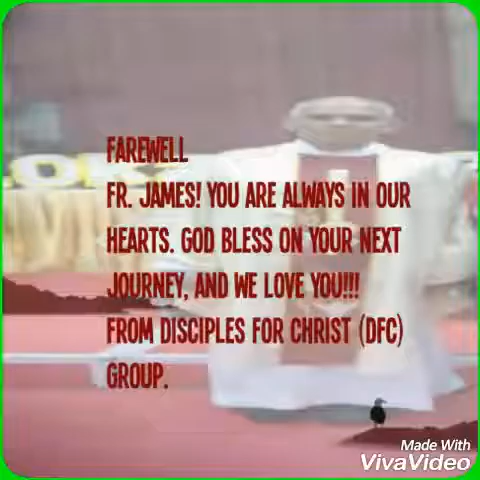 FAREWELL
FR. JAMES! YOU ARE ALWAYS IN OUR
HEARTS. GOD BLESS ON YOUR NEXT
JOURNEY, AND WE LOVE YOU!!!
FROM DISCIPLES FOR CHRIST (DFC)
GROUP.
Made With
VivaVideo